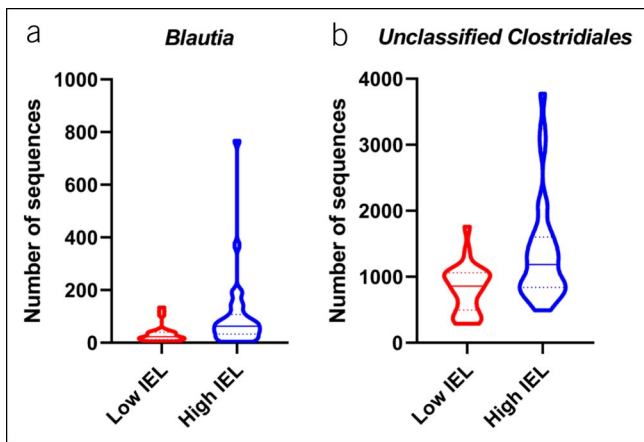 a
Blautia
Number of sequences
1000
800
600
400
200
0
Low IEL
High IEL
b
Unclassified Clostridiales
Number of sequences
4000
3000
2000
1000
0
Low IEL
High IEL